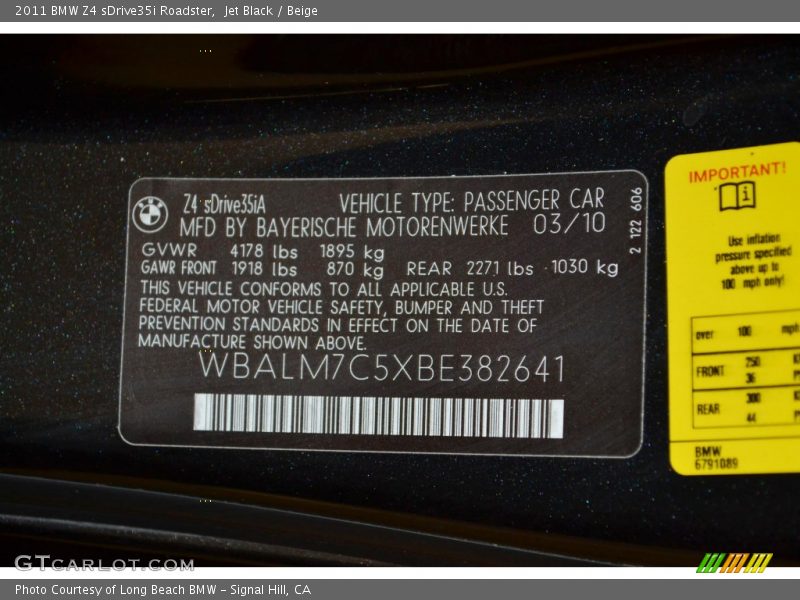 2011 BMW Z4 sDrive35i Roadster,  Jet Black / Beige
Z4 sDrive35iA VEHICLE TYPE: PASSENGER CAR
MFD BY BAYERISCHE MOTORENWERKE 03/10
GVWR 4178 lbs 1895 kg
GAWR FRONT 1918 lbs 870 kg REAR 2271 lbs 1030 kg
THIS VEHICLE CONFORMS TO ALL APPLICABLE U.S.
FEDERAL MOTOR VEHICLE SAFETY, BUMPER AND THEFT
PREVENTION STANDARDS IN EFFECT ON THE DATE OF
MANUFACTURE SHOWN ABOVE.
WBALM7C5XBE382641
2 122 606
IMPORTANT!
Use inflation
pressure specified
above up to
100 mph only!
over 100 mph
FRONT 250
36
REAR 300
44
BMW
6791089
GTCARLOT.COM
Photo Courtesy of Long Beach BMW – Signal Hill, CA